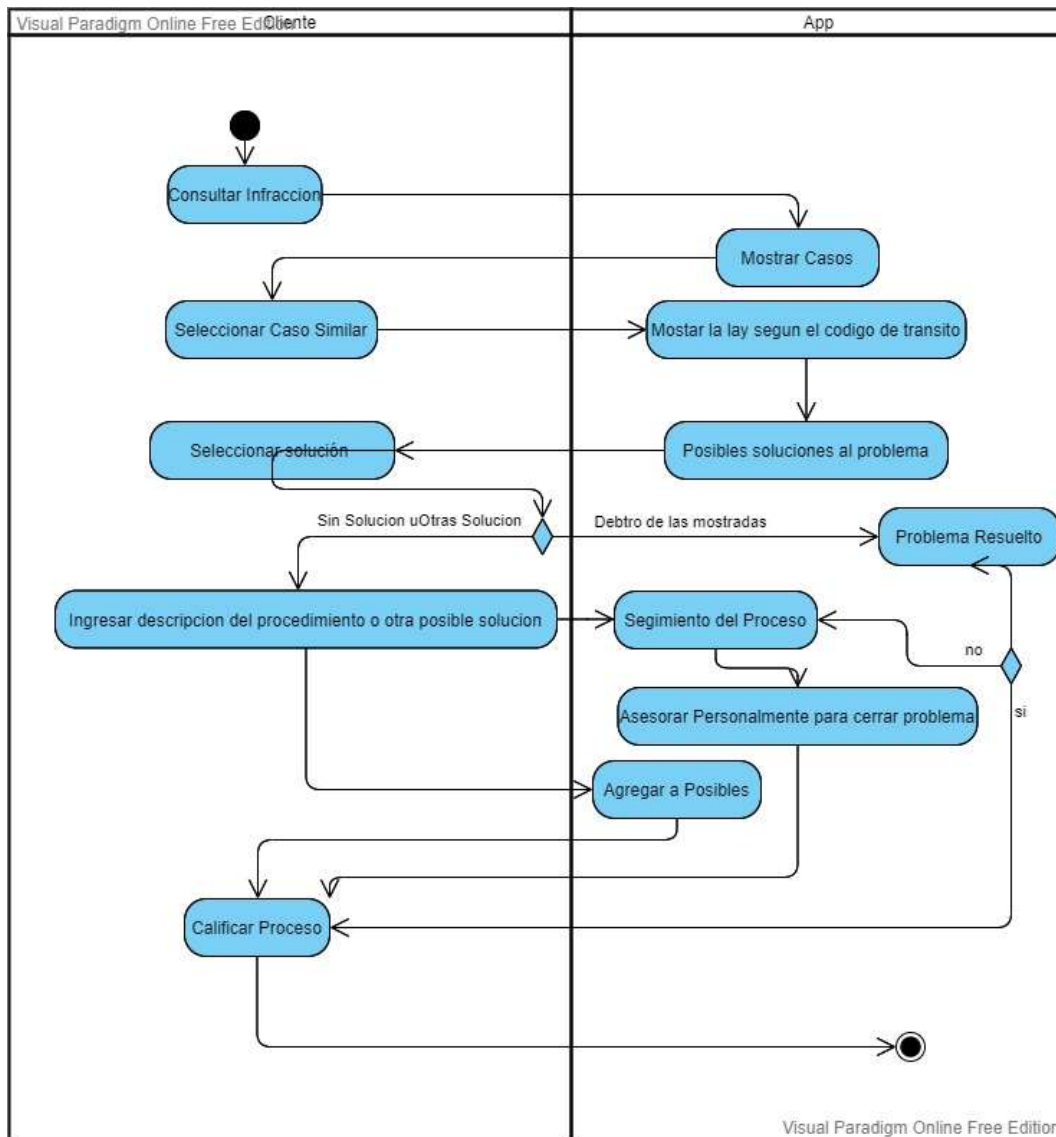 Visual Paradigm Online Free Edition
Cliente
App
Consultar Infraccion
Mostrar Casos
Seleccionar Caso Similar
Mostar la lay segun el codigo de transito
Seleccionar solución
Posibles soluciones al problema
Sin Solucion uOtras Solucion
Debtro de las mostradas
Problema Resuelto
Ingresar descripcion del procedimiento o otra posible solucion
Segimiento del Proceso
no
si
Asesorar Personalmente para cerrar problema
Agregar a Posibles
Calificar Proceso
Visual Paradigm Online Free Edition